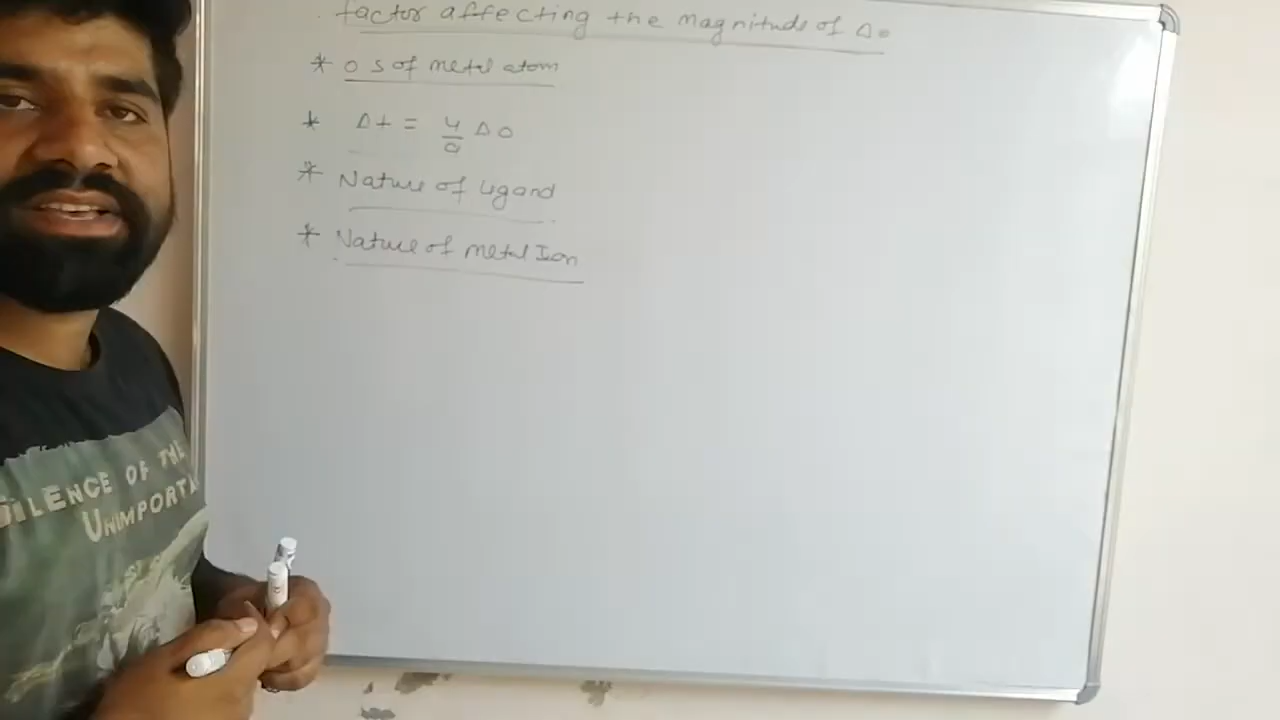 factor affecting the magnitude of Δo
* O S of metal atom
* Δt = 4/9 Δo
* Nature of ligand
* Nature of metal Ion
SILENCE OF THE
UNIMPORTA